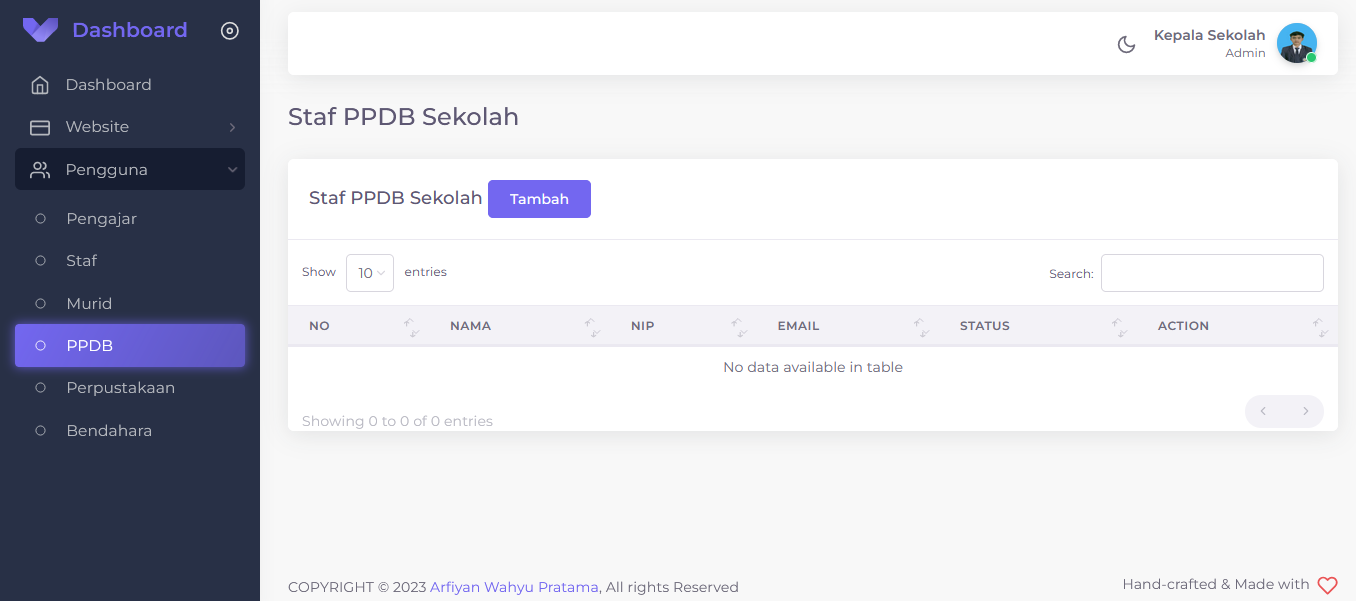 Dashboard
Dashboard
Website
Pengguna
Pengajar
Staf
Murid
PPDB
Perpustakaan
Bendahara
Kepala Sekolah
Admin
Staf PPDB Sekolah
Staf PPDB Sekolah Tambah
Show 10 entries Search:
NO NAMA NIP EMAIL STATUS ACTION
No data available in table
Showing 0 to 0 of 0 entries
COPYRIGHT © 2023 Arfiyan Wahyu Pratama, All rights Reserved
Hand-crafted & Made with